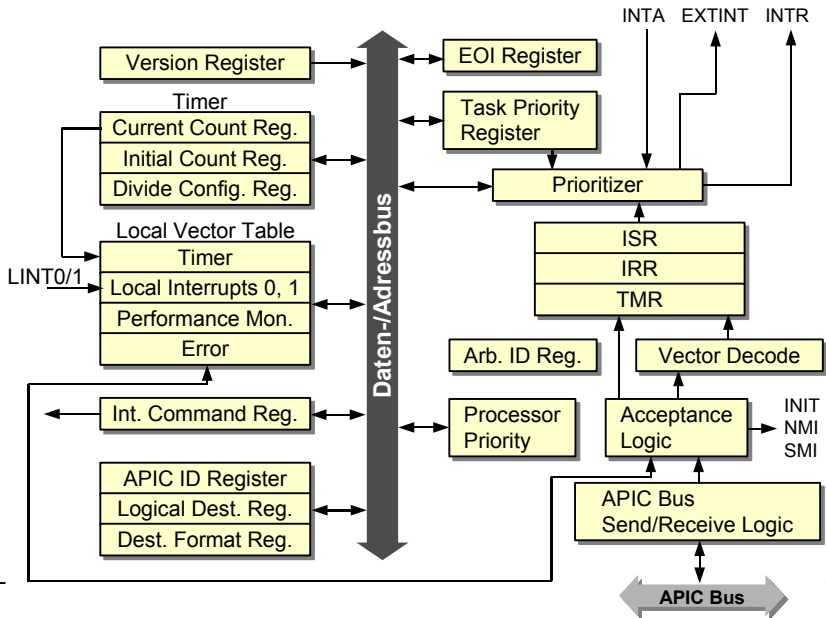 INTA EXTINT INTR
Version Register
EOI Register
Timer
Current Count Reg.
Initial Count Reg.
Divide Config. Reg.
Task Priority
Register
Prioritizer
Local Vector Table
Timer
LINT0/1
Local Interrupts 0, 1
Performance Mon.
Error
Daten-/Adressbus
ISR
IRR
TMR
Arb. ID Reg.
Vector Decode
Int. Command Reg.
Processor
Priority
Acceptance
Logic
INIT
NMI
SMI
APIC ID Register
Logical Dest. Reg.
Dest. Format Reg.
APIC Bus
Send/Receive Logic
APIC Bus